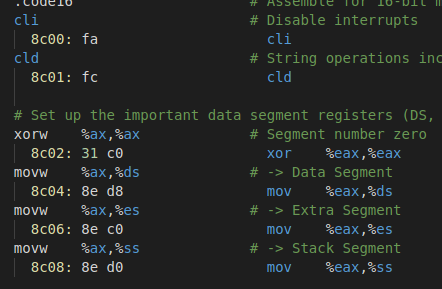 .code16                     # Assemble for 16-bit m
cli                         # Disable interrupts
  8c00: fa                    cli
cld                         # String operations inc
  8c01: fc                    cld
# Set up the important data segment registers (DS,
xorw    %ax,%ax             # Segment number zero
  8c02: 31 c0                 xor    %eax,%eax
movw    %ax,%ds             # -> Data Segment
  8c04: 8e d8                 mov    %eax,%ds
movw    %ax,%es             # -> Extra Segment
  8c06: 8e c0                 mov    %eax,%es
movw    %ax,%ss             # -> Stack Segment
  8c08: 8e d0                 mov    %eax,%ss